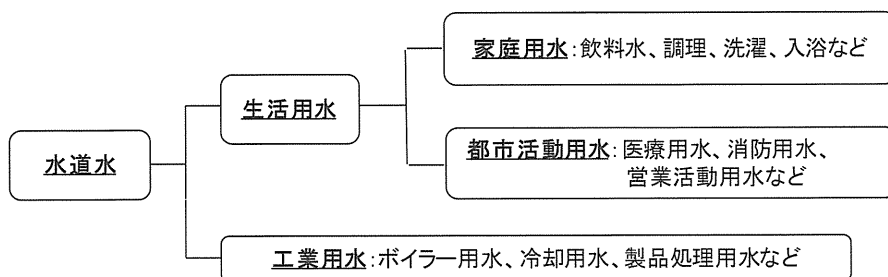 家庭用水:飲料水、調理、洗濯、入浴など
生活用水
都市活動用水:医療用水、消防用水、
営業活動用水など
水道水
工業用水:ボイラー用水、冷却用水、製品処理用水など